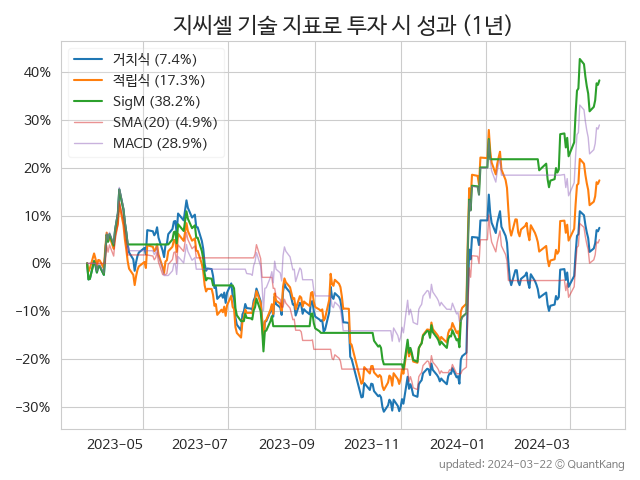 지씨셀 기술 지표로 투자 시 성과 (1년)
거치식 (7.4%)
적립식 (17.3%)
SigM (38.2%)
SMA(20) (4.9%)
MACD (28.9%)
40%
30%
20%
10%
0%
−10%
−20%
−30%
2023-05 2023-07 2023-09 2023-11 2024-01 2024-03
updated: 2024-03-22 © QuantKang